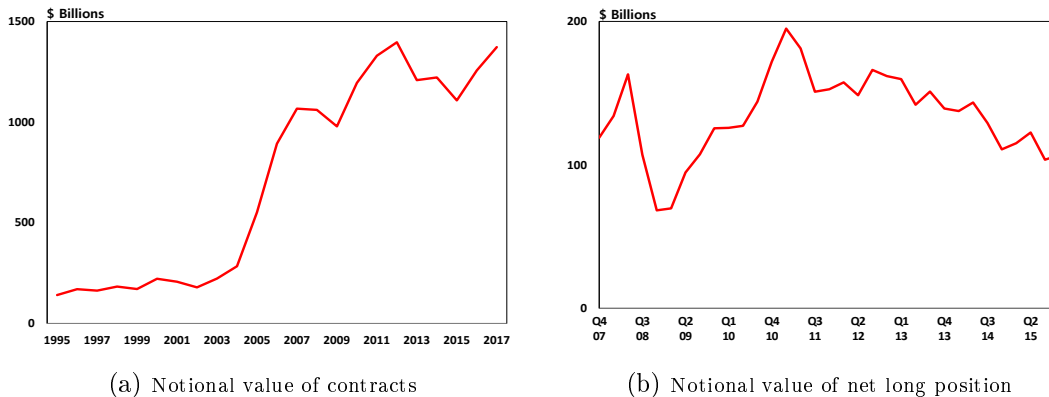 $ Billions
1500
1000
500
0
1995 1997 1999 2001 2003 2005 2007 2009 2011 2013 2015 2017
(a) Notional value of contracts
$ Billions
200
100
0
Q4 Q3 Q2 Q1 Q4 Q3 Q2 Q1 Q4 Q3 Q2
07 08 09 10 10 11 12 13 13 14 15
(b) Notional value of net long position